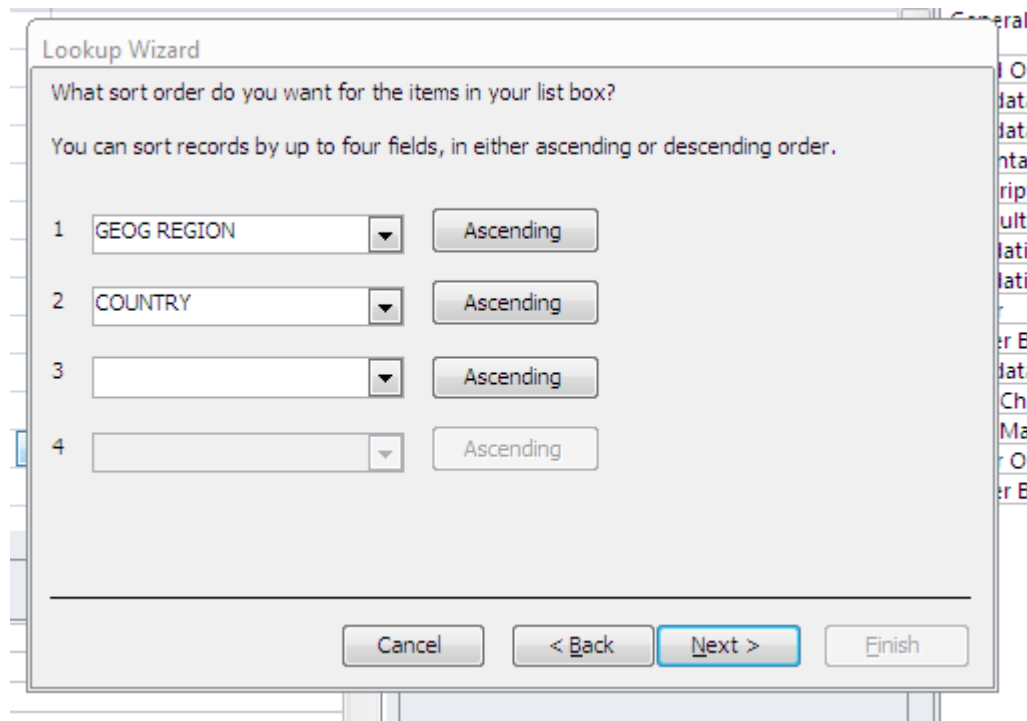 General
Lookup Wizard
What sort order do you want for the items in your list box?
You can sort records by up to four fields, in either ascending or descending order.
1 GEOG REGION Ascending
2 COUNTRY Ascending
3 Ascending
4 Ascending
Cancel < Back Next > Finish